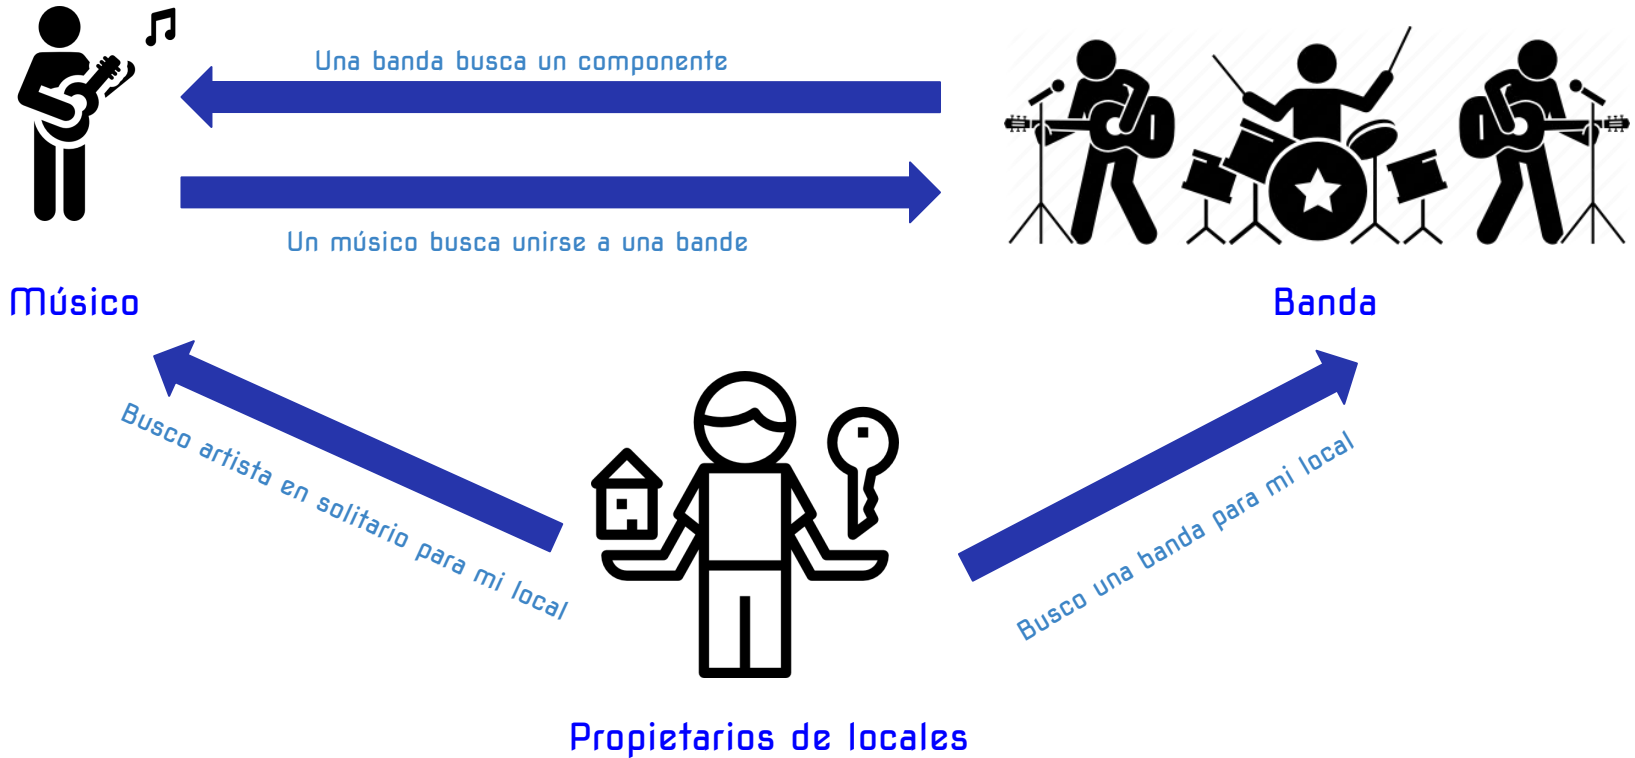 Una banda busca un componente
Un músico busca unirse a una bande
Músico
Banda
Busco artista en solitario para mi local
Busco una banda para mi local
Propietarios de locales